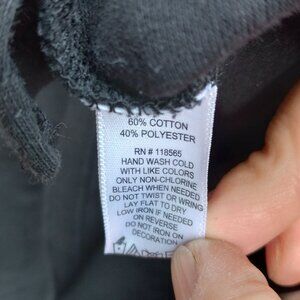 60% COTTON
40% POLYESTER
RN # 118565
HAND WASH COLD
WITH LIKE COLORS
ONLY NON-CHLORINE
BLEACH WHEN NEEDED
DO NOT TWIST OR WRING
LAY FLAT TO DRY
LOW IRON IF NEEDED
ON REVERSE
DO NOT IRON ON
DECORATION